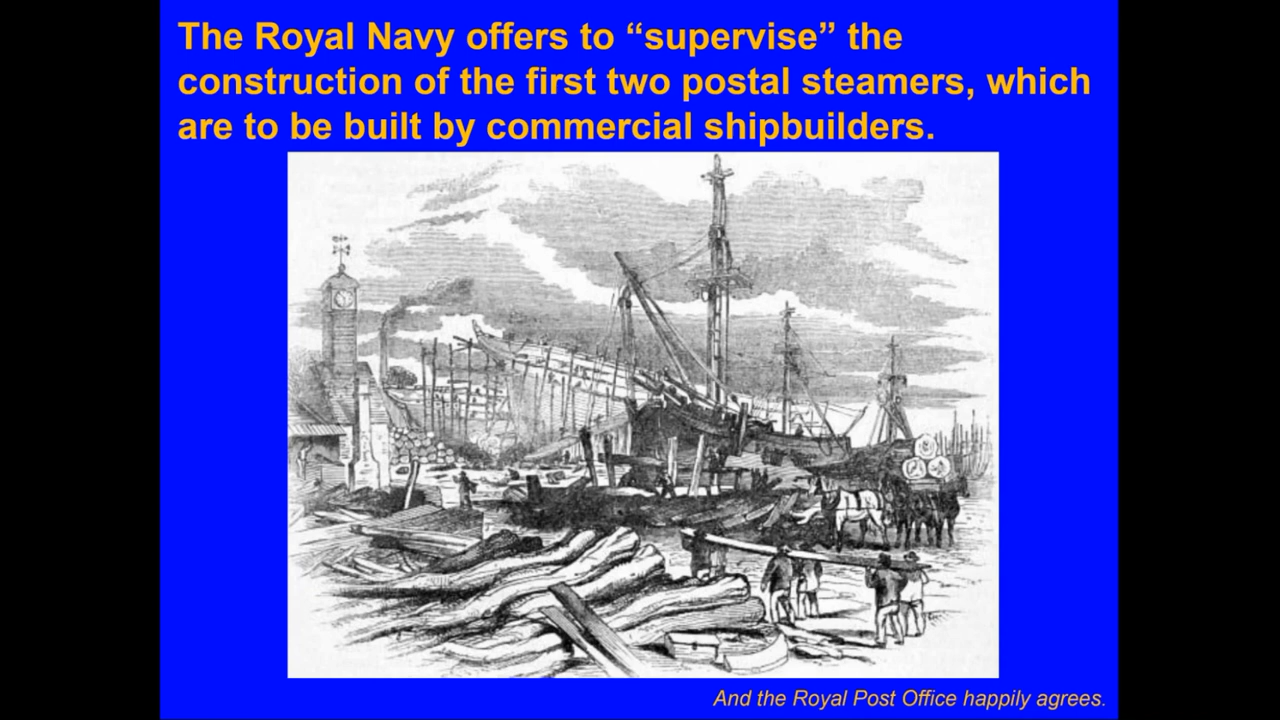 The Royal Navy offers to “supervise” the
construction of the first two postal steamers, which
are to be built by commercial shipbuilders.
And the Royal Post Office happily agrees.